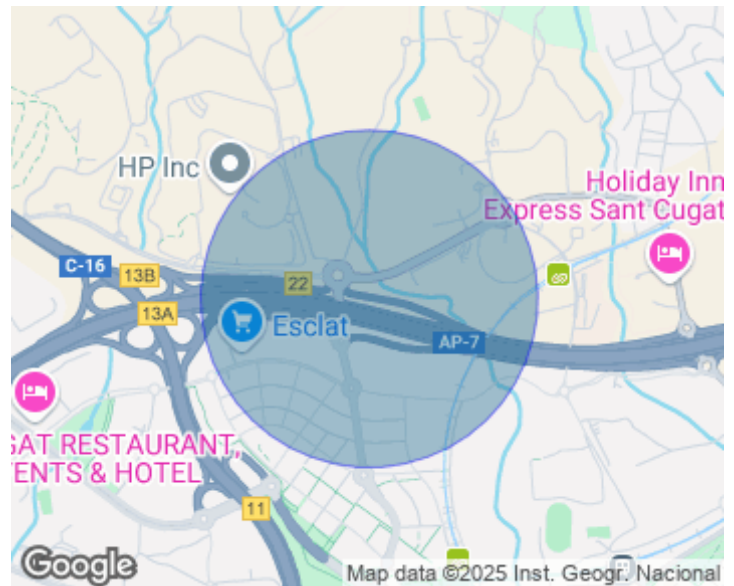 HP Inc
Holiday Inn
Express Sant Cugat
C-16
13B
22
13A
Esclat
AP-7
GAT RESTAURANT,
ENTS & HOTEL
11
Google
Map data ©2025 Inst. Geogr. Nacional